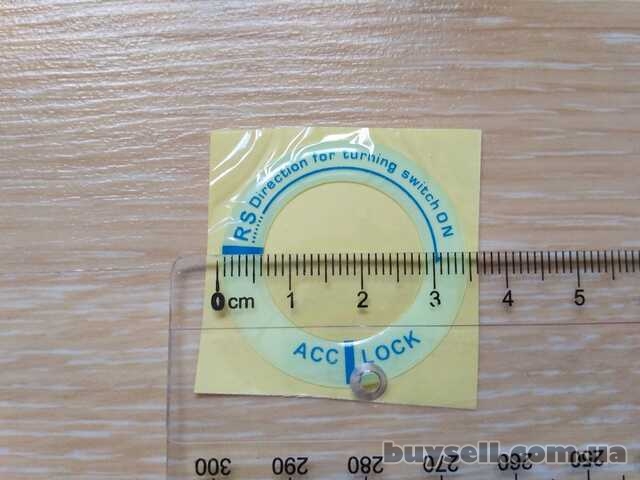 RS Direction for turning switch ON
0 cm 1 2 3 4 5
ACC LOCK
buysell.com.ua
300 290 280 270 260 250